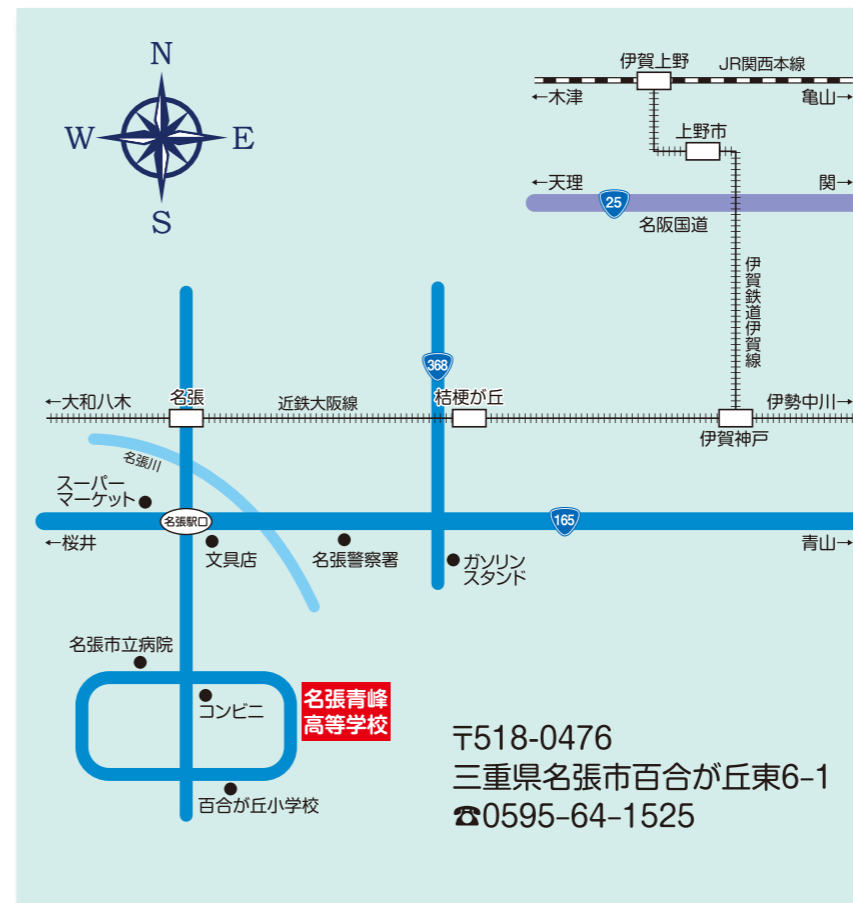 N
W
E
S
伊賀上野
JR関西本線
←木津
亀山→
上野市
←天理
関→
25
名阪国道
伊賀鉄道伊賀線
368
←大和八木
名張
近鉄大阪線
桔梗が丘
伊勢中川→
伊賀神戸
名張川
スーパー
マーケット
名張駅口
165
←桜井
文具店
名張警察署
ガソリン
スタンド
青山→
名張市立病院
コンビニ
名張青峰
高等学校
百合が丘小学校
〒518-0476
三重県名張市百合が丘東6-1
☎0595-64-1525